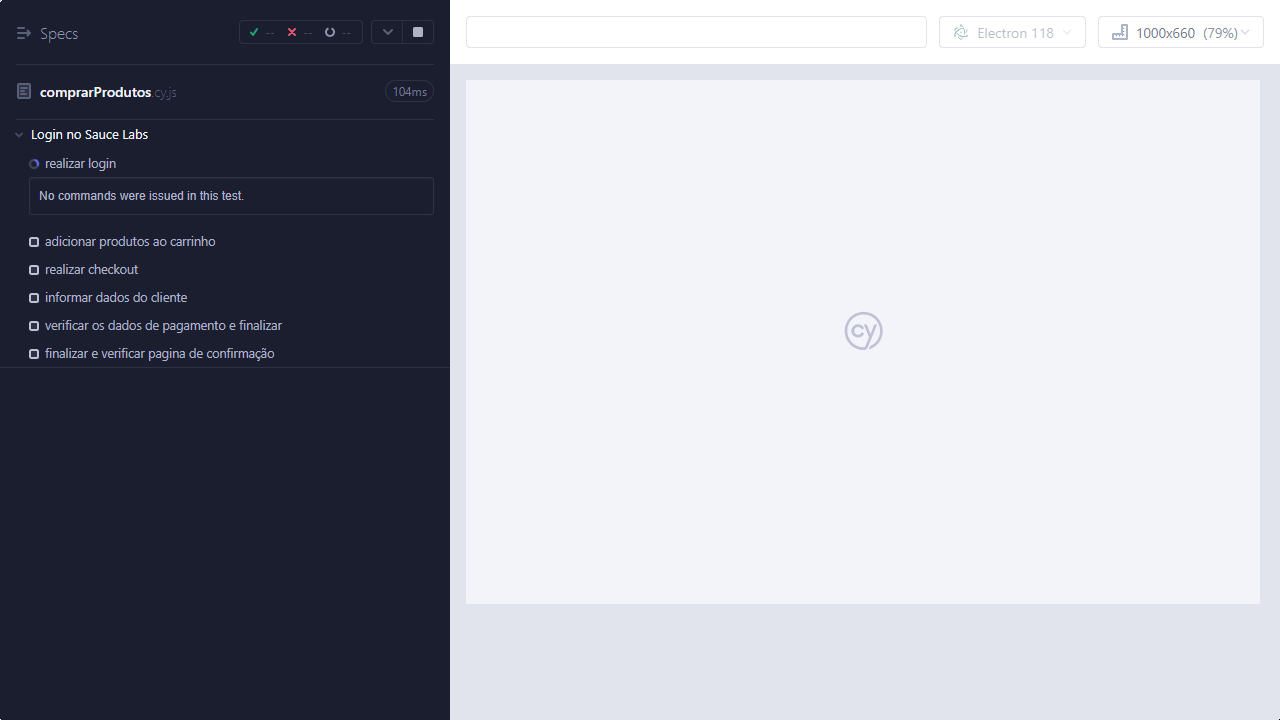 Specs
-- -- --
comprarProdutos cy.js
104ms
Login no Sauce Labs
realizar login
No commands were issued in this test.
adicionar produtos ao carrinho
realizar checkout
informar dados do cliente
verificar os dados de pagamento e finalizar
finalizar e verificar pagina de confirmação
Electron 118
1000x660 (79%)
cy